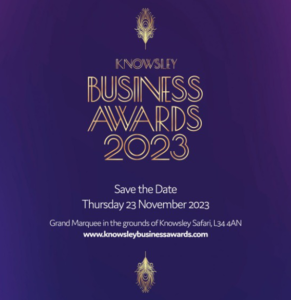 KNOWSLEY
BUSINESS
AWARDS
2023
Save the Date
Thursday 23 November 2023
Grand Marquee in the grounds of Knowsley Safari, L34 4AN
www.knowsleybusinessawards.com